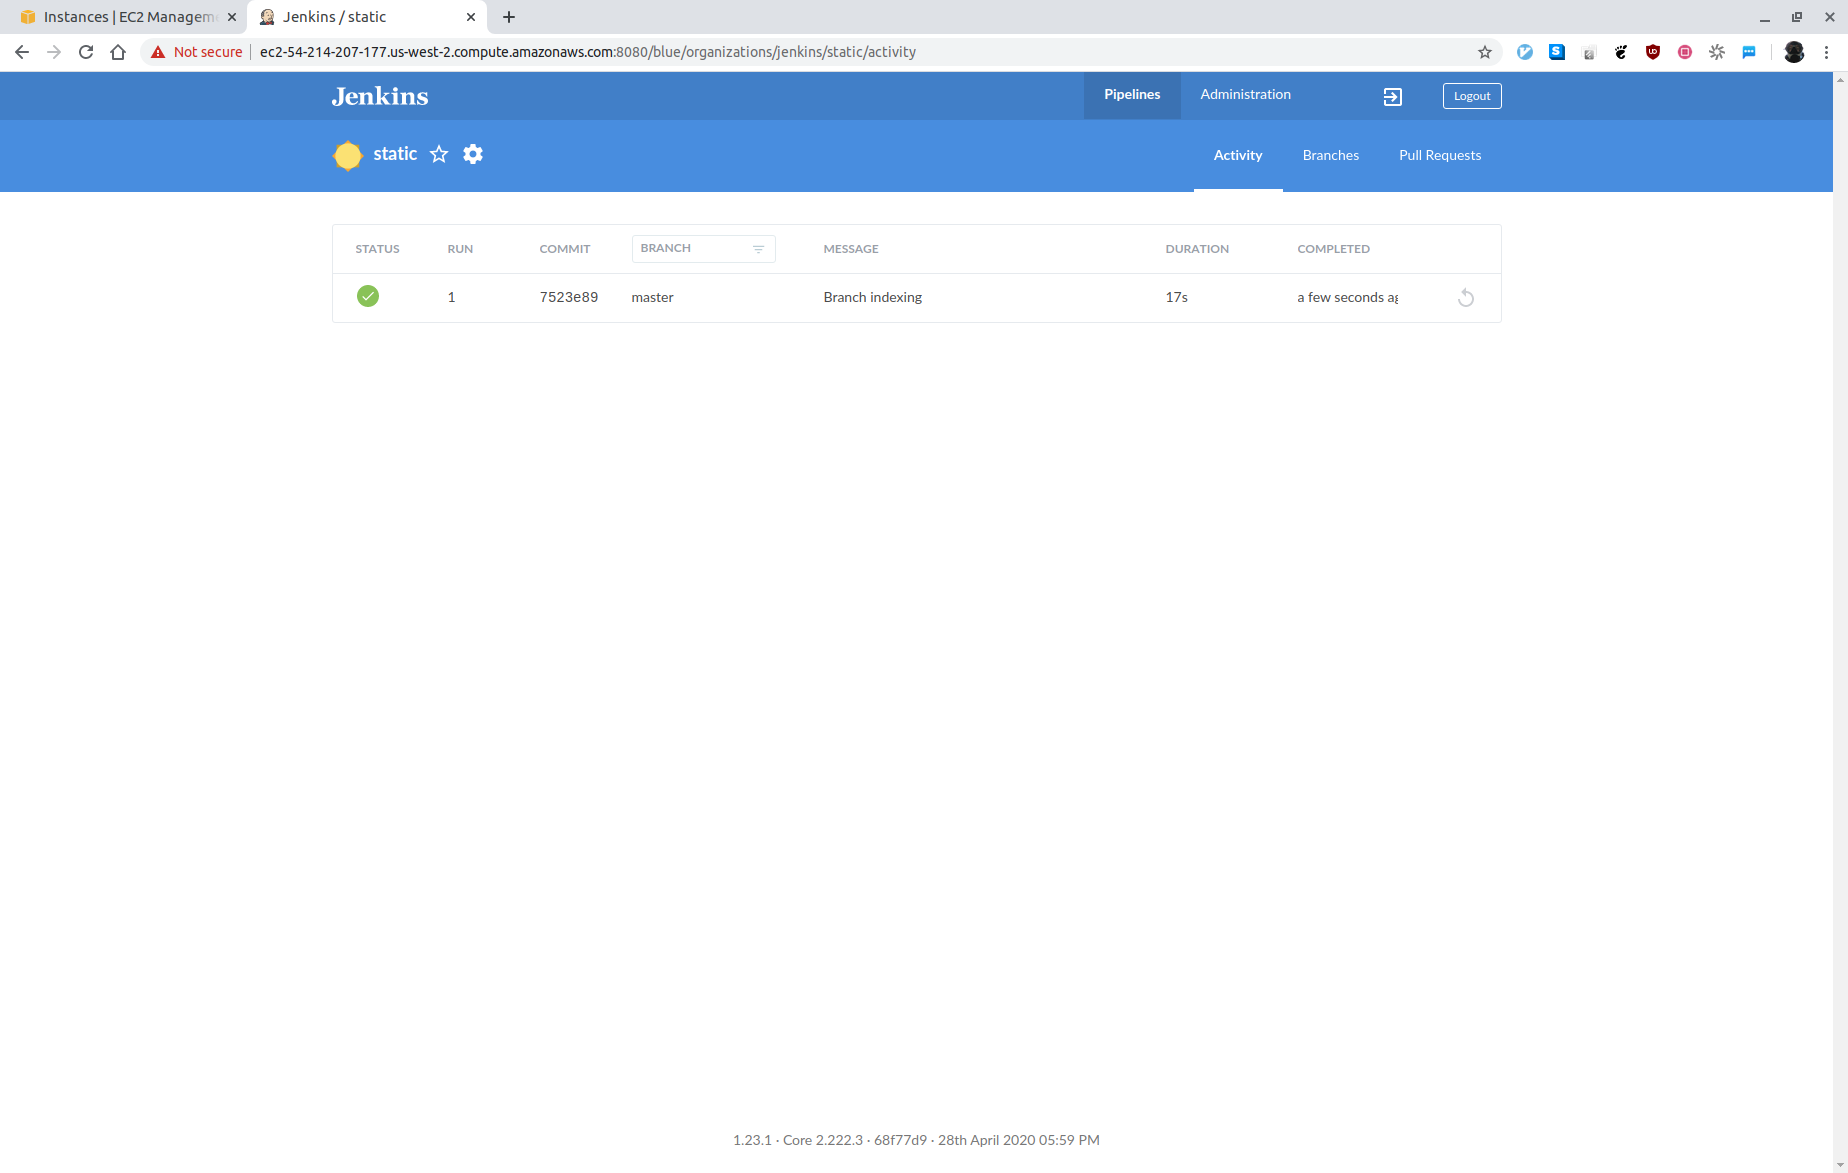 Instances | EC2 Managem
Jenkins / static
Not secure
ec2-54-214-207-177.us-west-2.compute.amazonaws.com:8080/blue/organizations/jenkins/static/activity
Jenkins
Pipelines
Administration
Logout
static
Activity
Branches
Pull Requests
STATUS RUN COMMIT BRANCH MESSAGE DURATION COMPLETED
1 7523e89 master Branch indexing 17s a few seconds ag
1.23.1 · Core 2.222.3 · 68f77d9 · 28th April 2020 05:59 PM